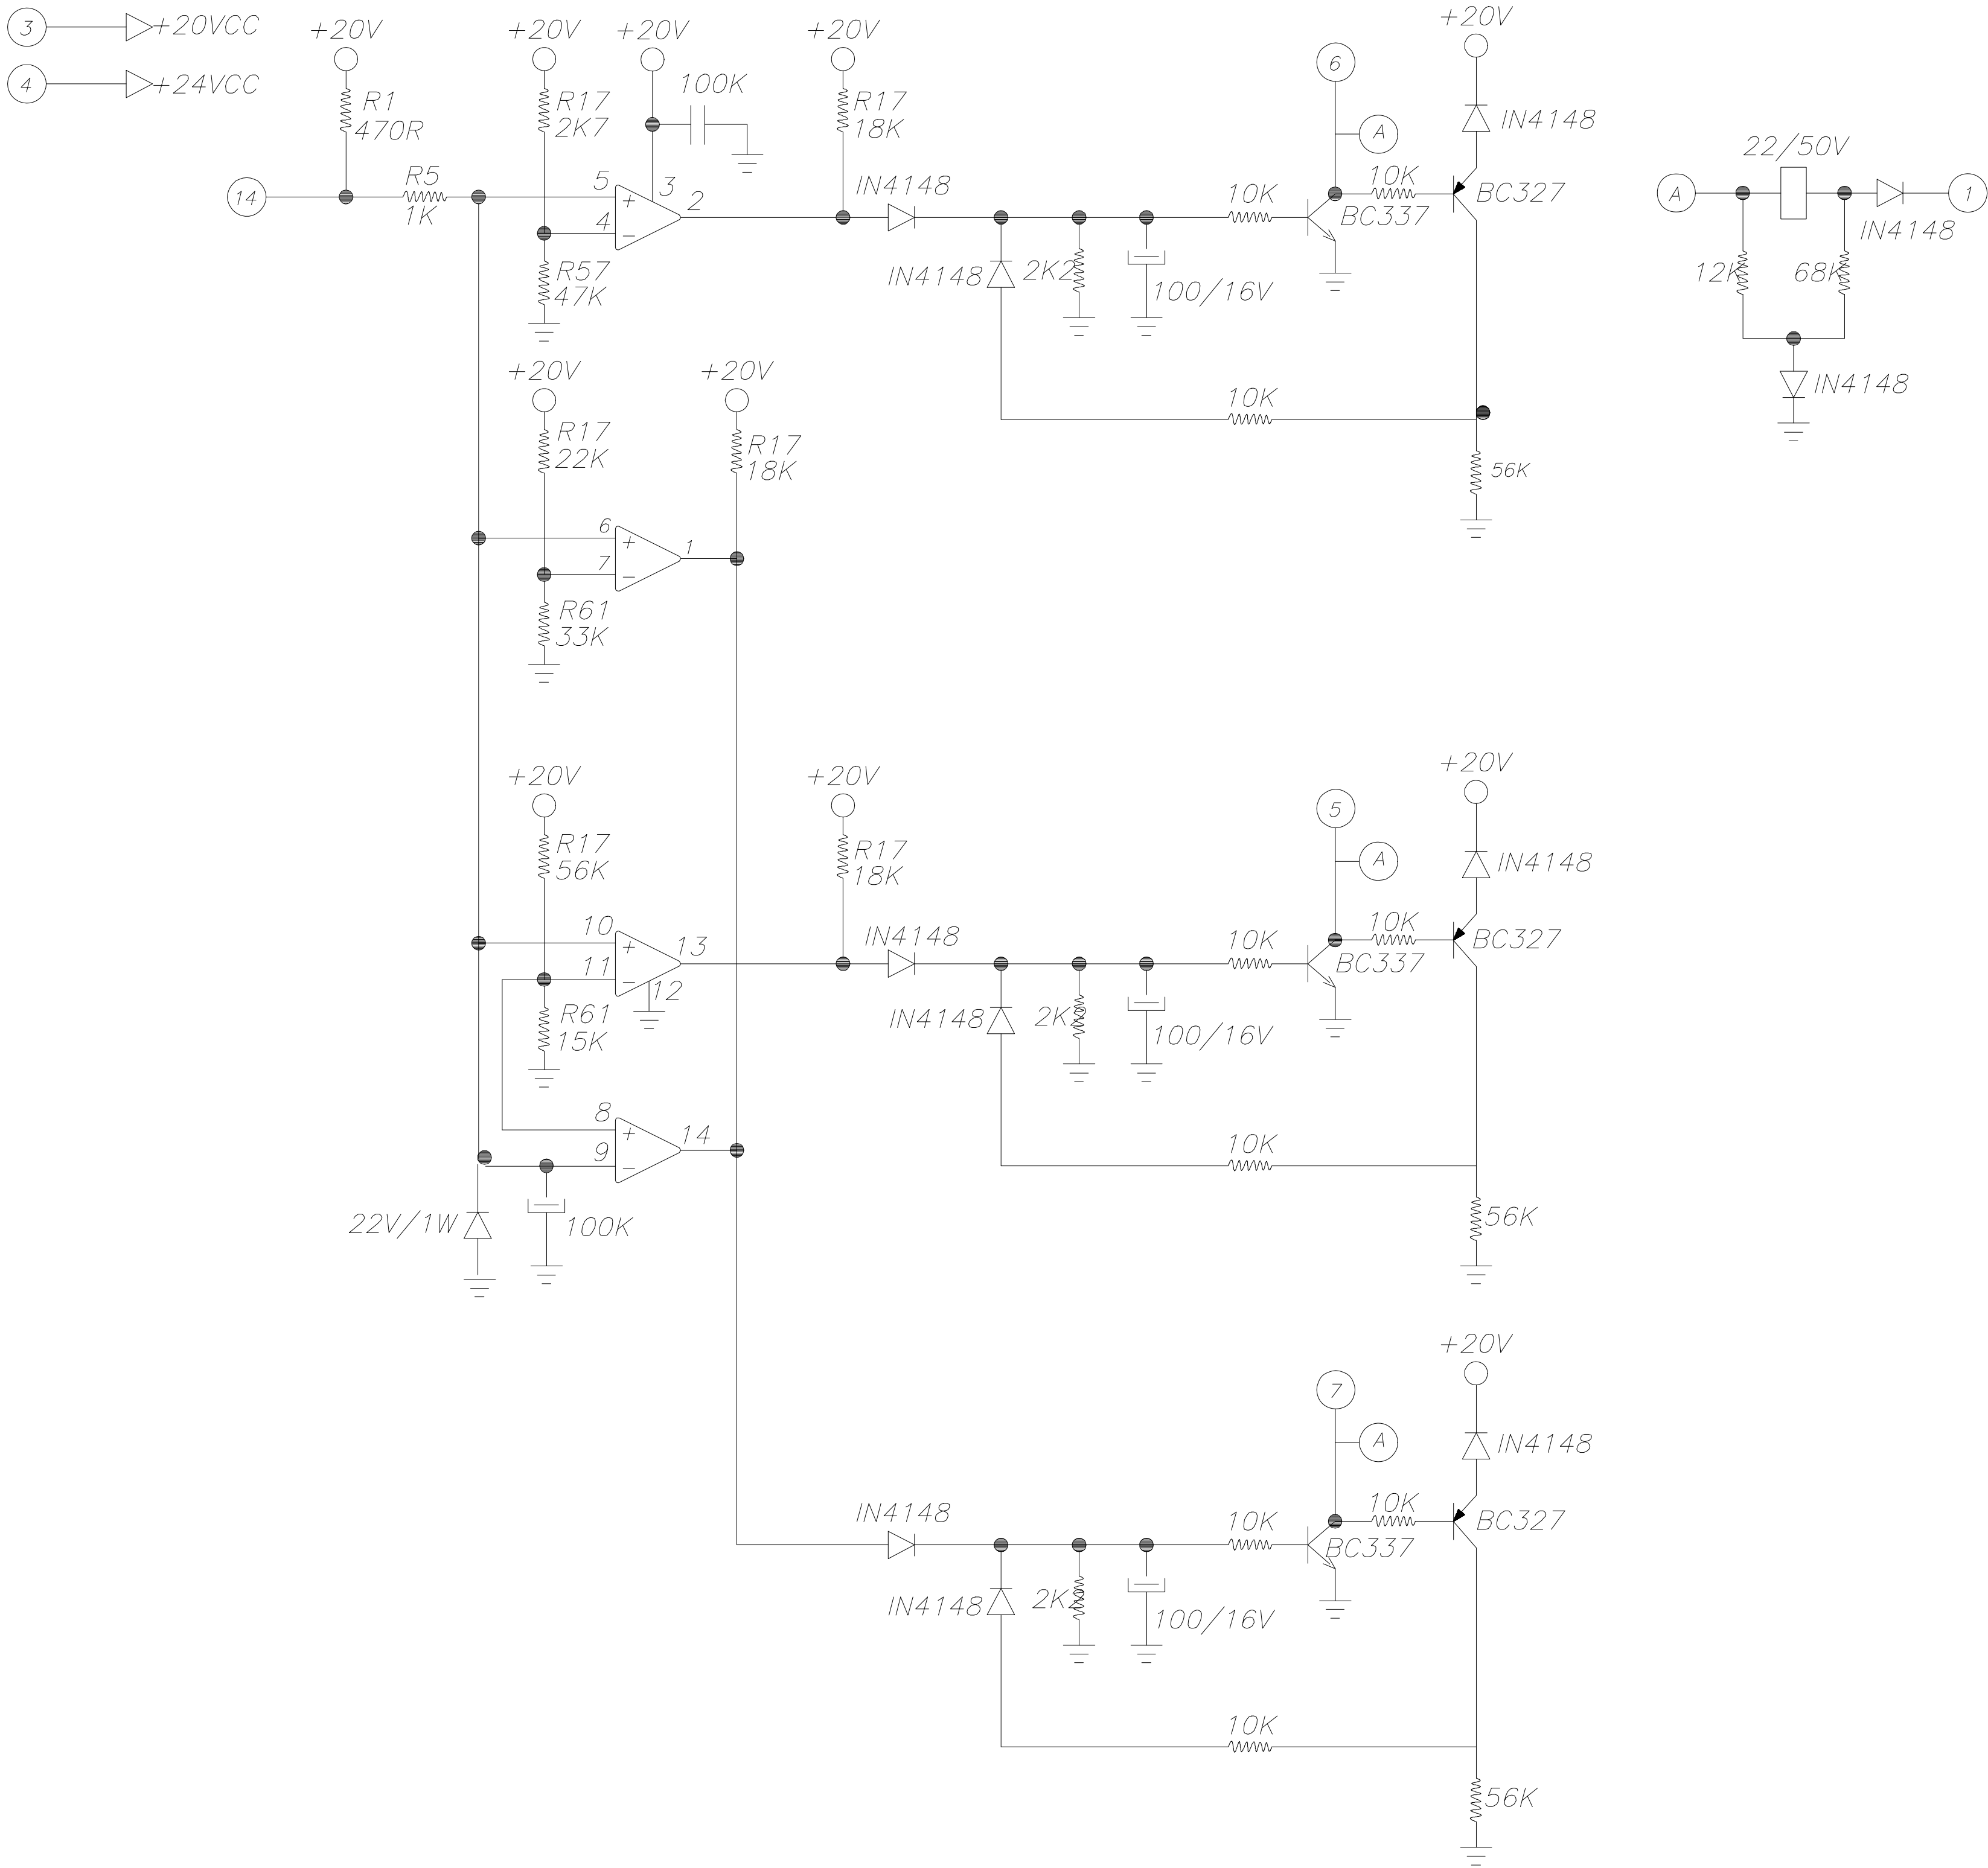 3
+20VCC
4
+24VCC
+20V
R1
470R
14
R5
1K
+20V
R17
2K7
R57
47K
+20V
100K
5
4
+
−
3
2
+20V
R17
18K
IN4148
IN4148
2K2
100/16V
10K
6
A
BC337
10K
+20V
IN4148
BC327
10K
56K
A
22/50V
12K
68K
IN4148
1
IN4148
+20V
R17
22K
R61
33K
6
7
+
−
1
+20V
R17
18K
+20V
R17
56K
R61
15K
10
11
+
−
12
13
+20V
R17
18K
IN4148
IN4148
2K2
100/16V
10K
5
A
BC337
10K
+20V
IN4148
BC327
10K
56K
8
9
+
−
14
22V/1W
100K
IN4148
IN4148
2K2
100/16V
10K
7
A
BC337
10K
+20V
IN4148
BC327
10K
56K